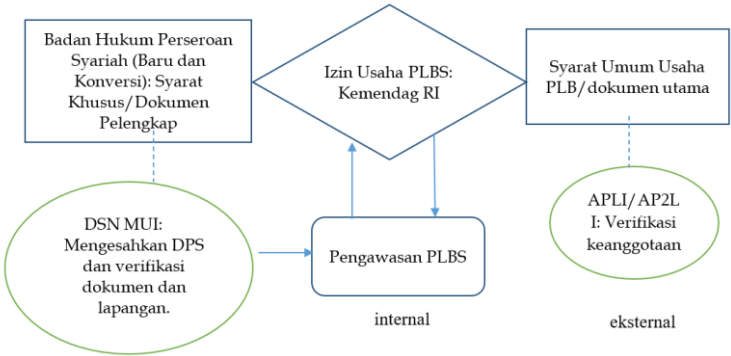 Badan Hukum Perseroan
Syariah (Baru dan
Konversi): Syarat
Khusus/Dokumen
Pelengkap
Izin Usaha PLBS:
Kemendag RI
Syarat Umum Usaha
PLB/dokumen utama
DSN MUI:
Mengesahkan DPS
dan verifikasi
dokumen dan
lapangan.
Pengawasan PLBS
APLI/AP2L
I: Verifikasi
keanggotaan
internal
eksternal